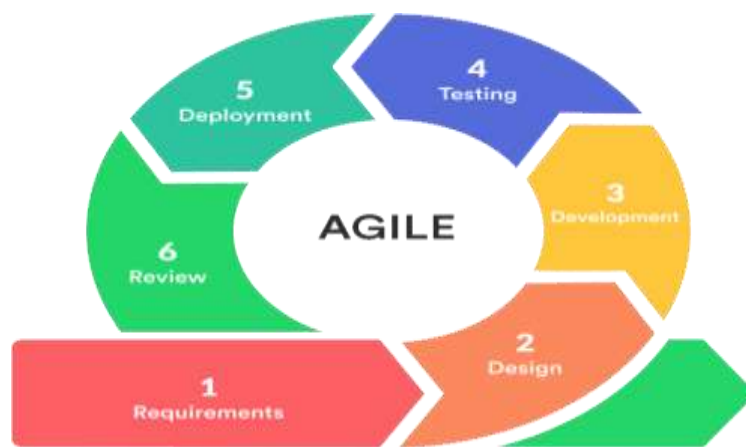 5
Deployment
4
Testing
3
Development
AGILE
6
Review
2
Design
1
Requirements